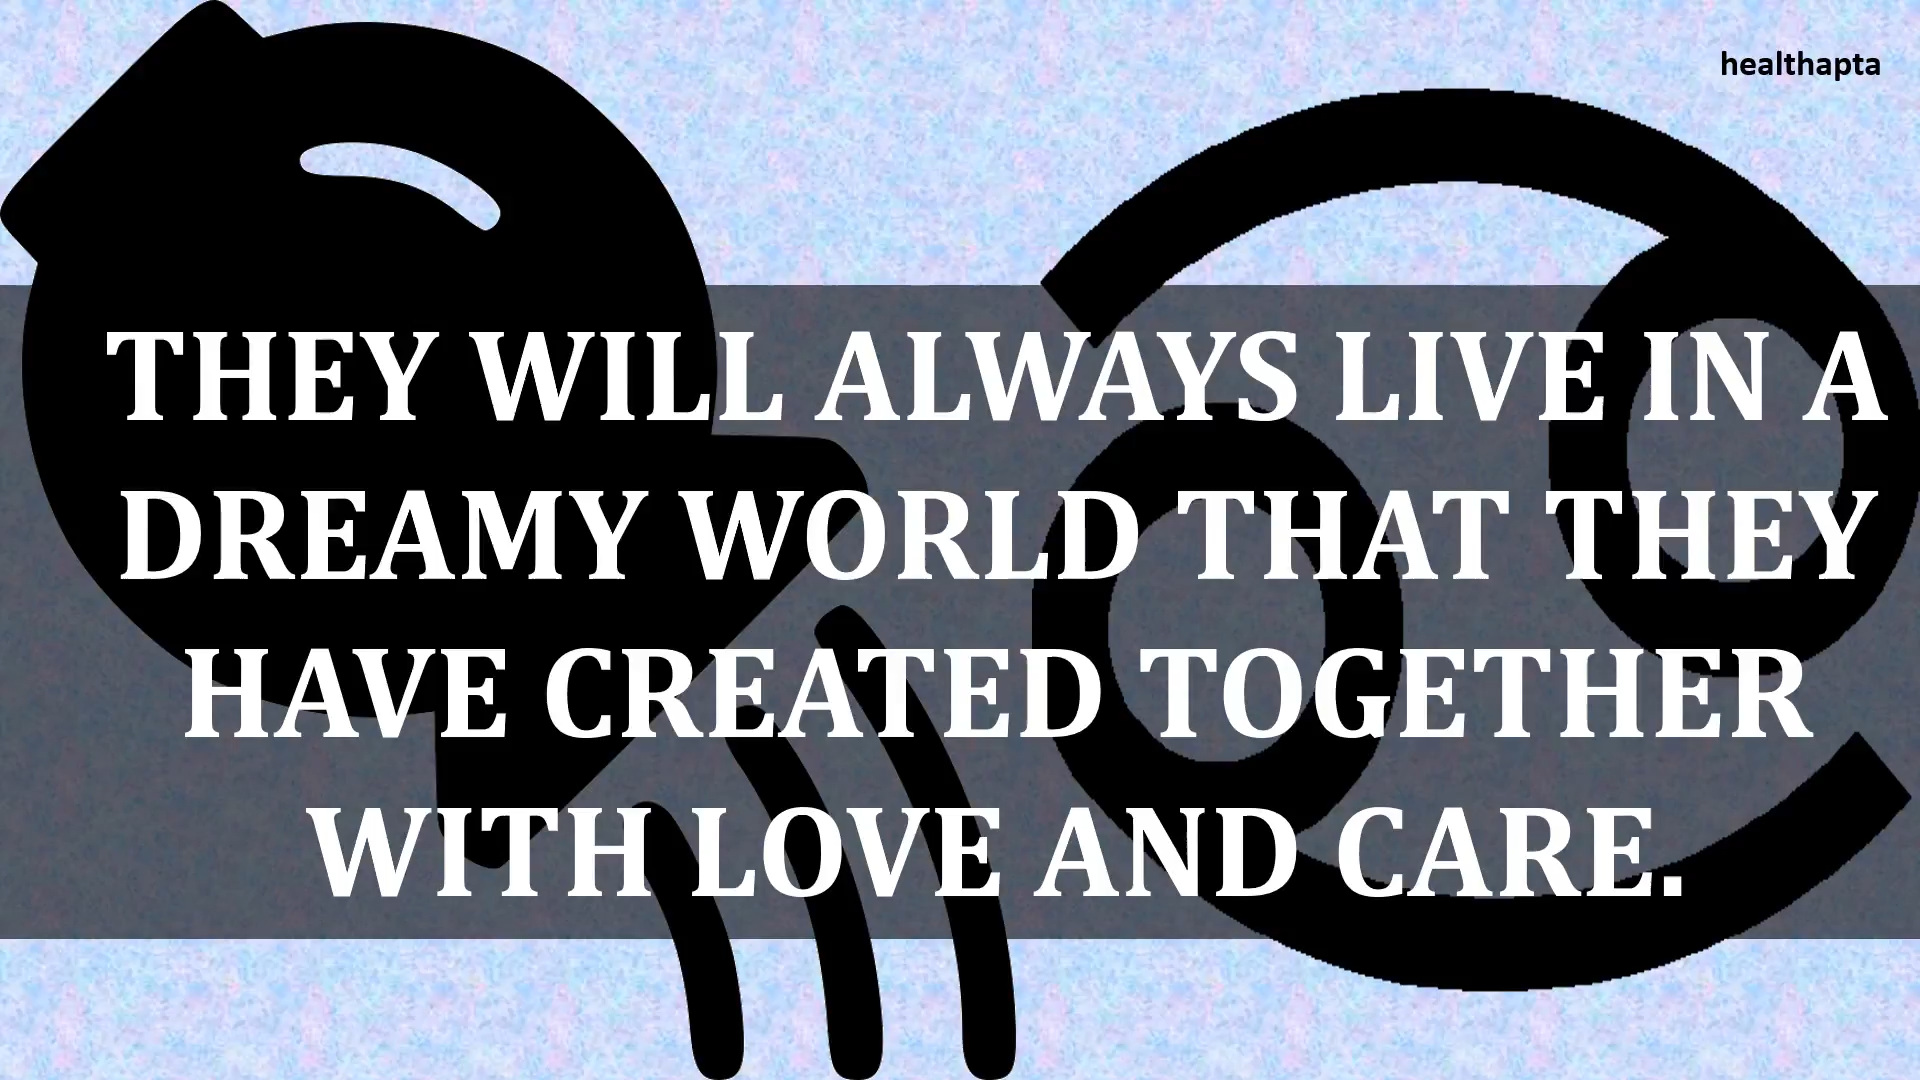 healthapta
THEY WILL ALWAYS LIVE IN A
DREAMY WORLD THAT THEY
HAVE CREATED TOGETHER
WITH LOVE AND CARE.